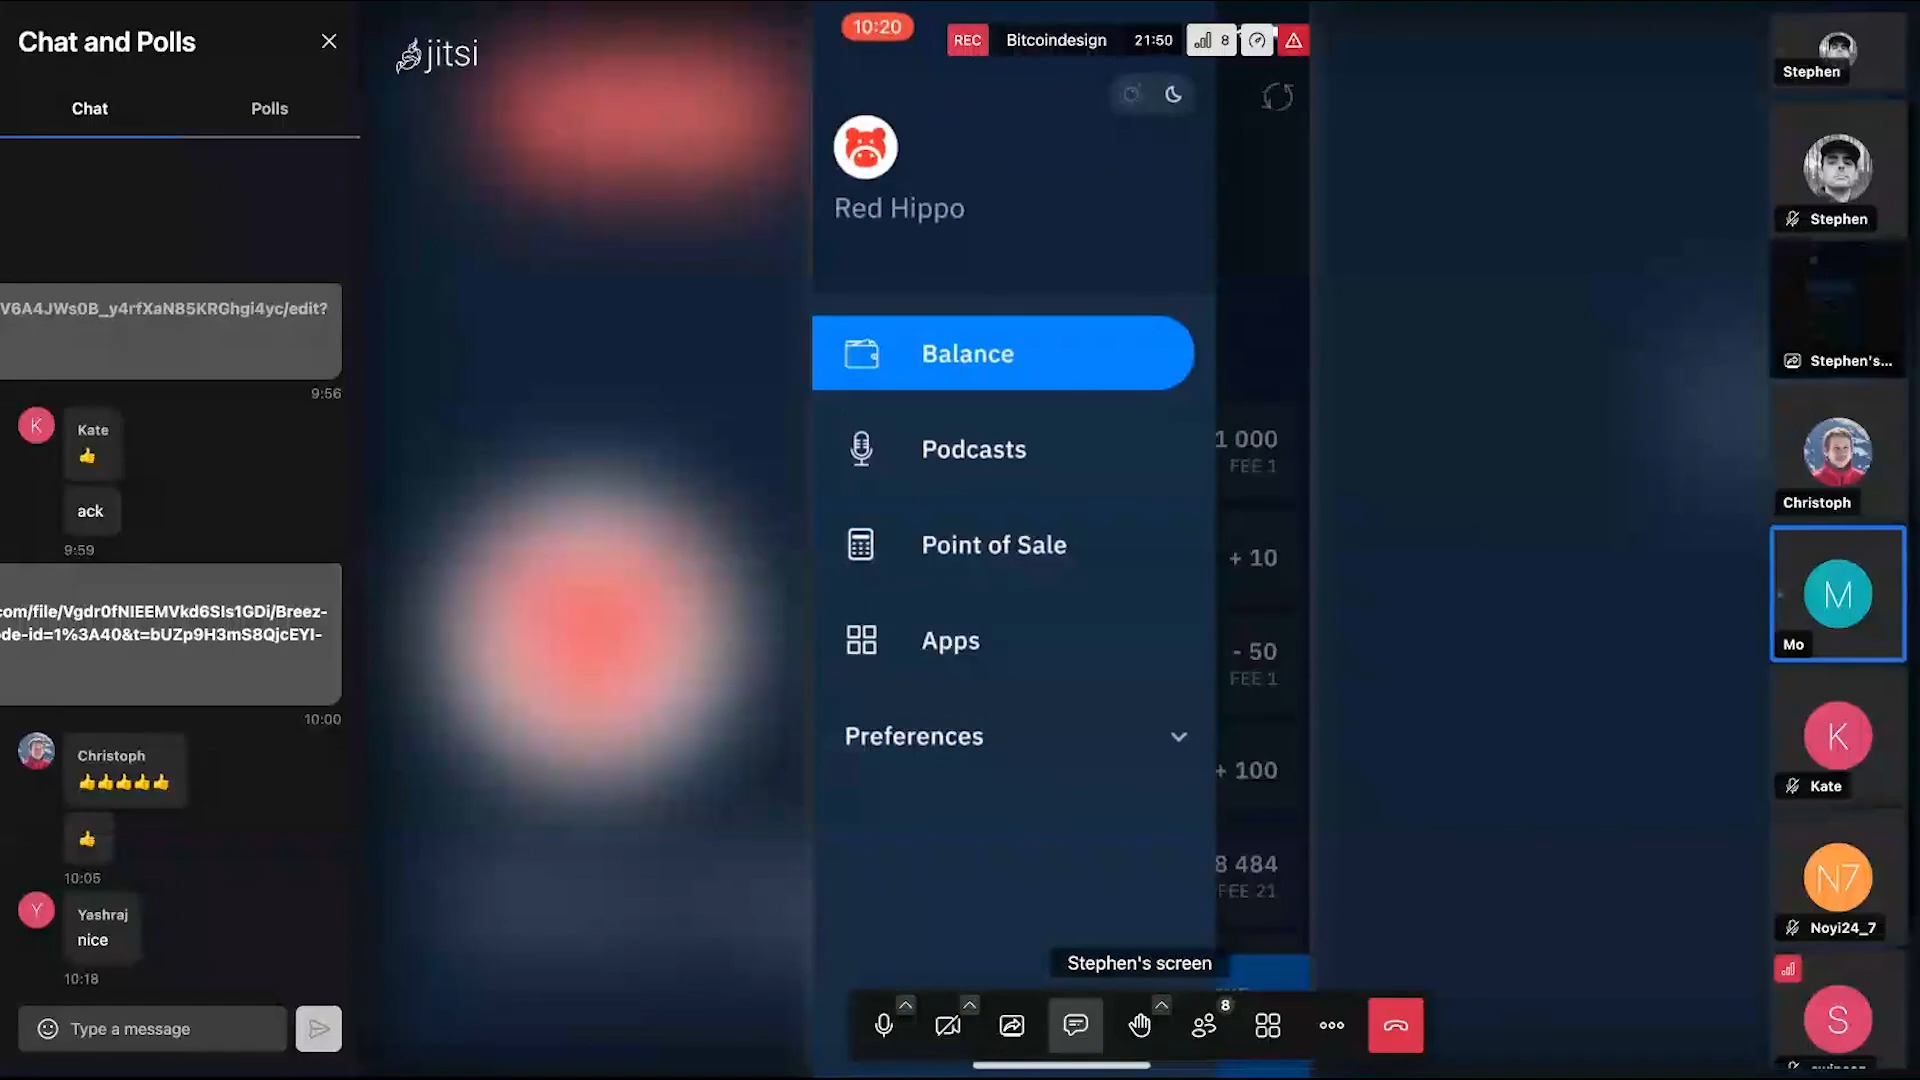 Chat and Polls
Chat
Polls
V6A4JWs0B_y4rfXaN85KRGhgi4yc/edit?
9:56
K
Kate
👍
ack
9:59
com/file/Vgdr0fNIEEMVkd6SIs1GDi/Breez-
de-id=1%3A40&t=bUZp9H3mS8QjcEYI-
10:00
Christoph
👍👍👍👍👍
👍
10:05
Y
Yashraj
nice
10:18
Type a message
jitsi
10:20
REC
Bitcoindesign
21:50
8
Red Hippo
Balance
Podcasts
Point of Sale
Apps
Preferences
1 000
FEE 1
+ 10
- 50
FEE 1
+ 100
8 484
FEE 21
Stephen's screen
8
Stephen
Stephen
Stephen's...
Christoph
M
Mo
K
Kate
N7
Noyi24_7
S